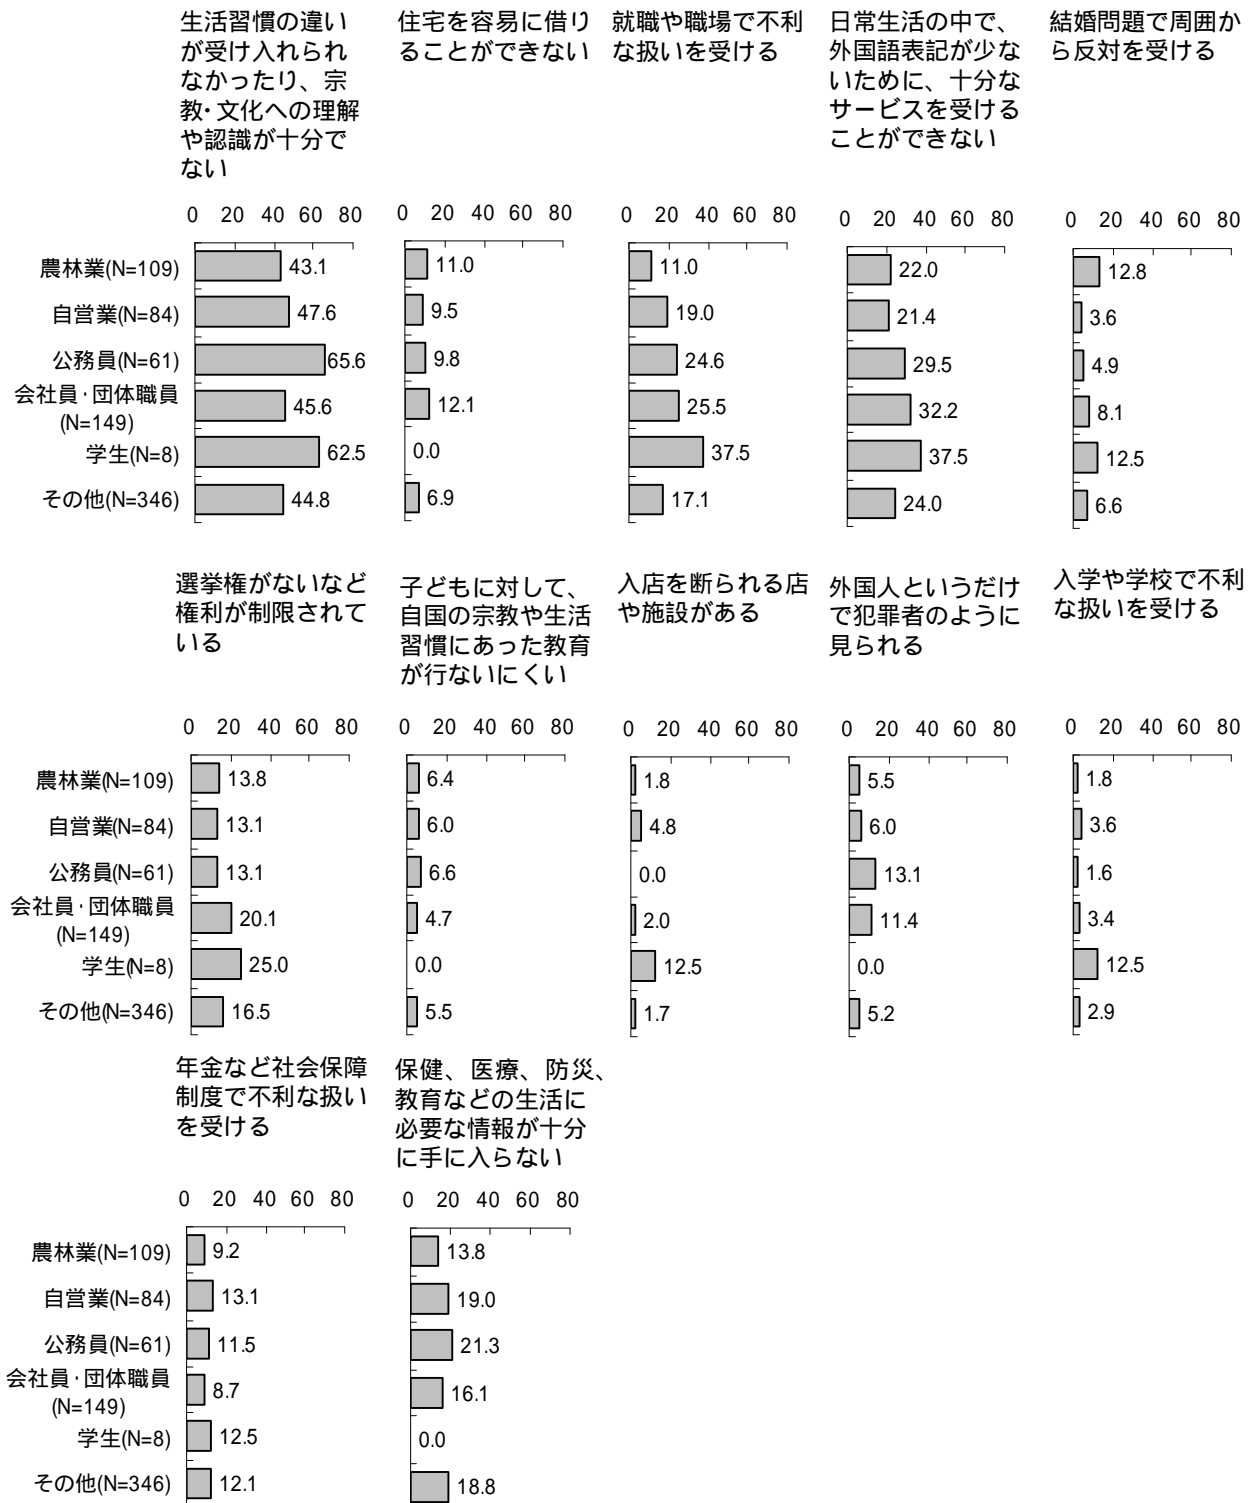 生活習慣の違い
が受け入れられ
なかったり、宗
教・文化への理解
や認識が十分で
ない
住宅を容易に借り
ることができない
就職や職場で不利
な扱いを受ける
日常生活の中で、
外国語表記が少な
いために、十分な
サービスを受ける
ことができない
結婚問題で周囲か
ら反対を受ける
0 20 40 60 80
0 20 40 60 80
0 20 40 60 80
0 20 40 60 80
0 20 40 60 80
農林業(N=109) 43.1 11.0 11.0 22.0 12.8
自営業(N=84) 47.6 9.5 19.0 21.4 3.6
公務員(N=61) 65.6 9.8 24.6 29.5 4.9
会社員・団体職員
(N=149)
45.6 12.1 25.5 32.2 8.1
学生(N=8) 62.5 0.0 37.5 37.5 12.5
その他(N=346) 44.8 6.9 17.1 24.0 6.6
選挙権がないなど
権利が制限されて
いる
子どもに対して、
自国の宗教や生活
習慣にあった教育
が行ないにくい
入店を断られる店
や施設がある
外国人というだけ
で犯罪者のように
見られる
入学や学校で不利
な扱いを受ける
0 20 40 60 80
0 20 40 60 80
0 20 40 60 80
0 20 40 60 80
0 20 40 60 80
農林業(N=109) 13.8 6.4 1.8 5.5 1.8
自営業(N=84) 13.1 6.0 4.8 6.0 3.6
公務員(N=61) 13.1 6.6 0.0 13.1 1.6
会社員・団体職員
(N=149)
20.1 4.7 2.0 11.4 3.4
学生(N=8) 25.0 0.0 12.5 0.0 12.5
その他(N=346) 16.5 5.5 1.7 5.2 2.9
年金など社会保障
制度で不利な扱い
を受ける
保健、医療、防災、
教育などの生活に
必要な情報が十分
に手に入らない
0 20 40 60 80
0 20 40 60 80
農林業(N=109) 9.2 13.8
自営業(N=84) 13.1 19.0
公務員(N=61) 11.5 21.3
会社員・団体職員
(N=149)
8.7 16.1
学生(N=8) 12.5 0.0
その他(N=346) 12.1 18.8